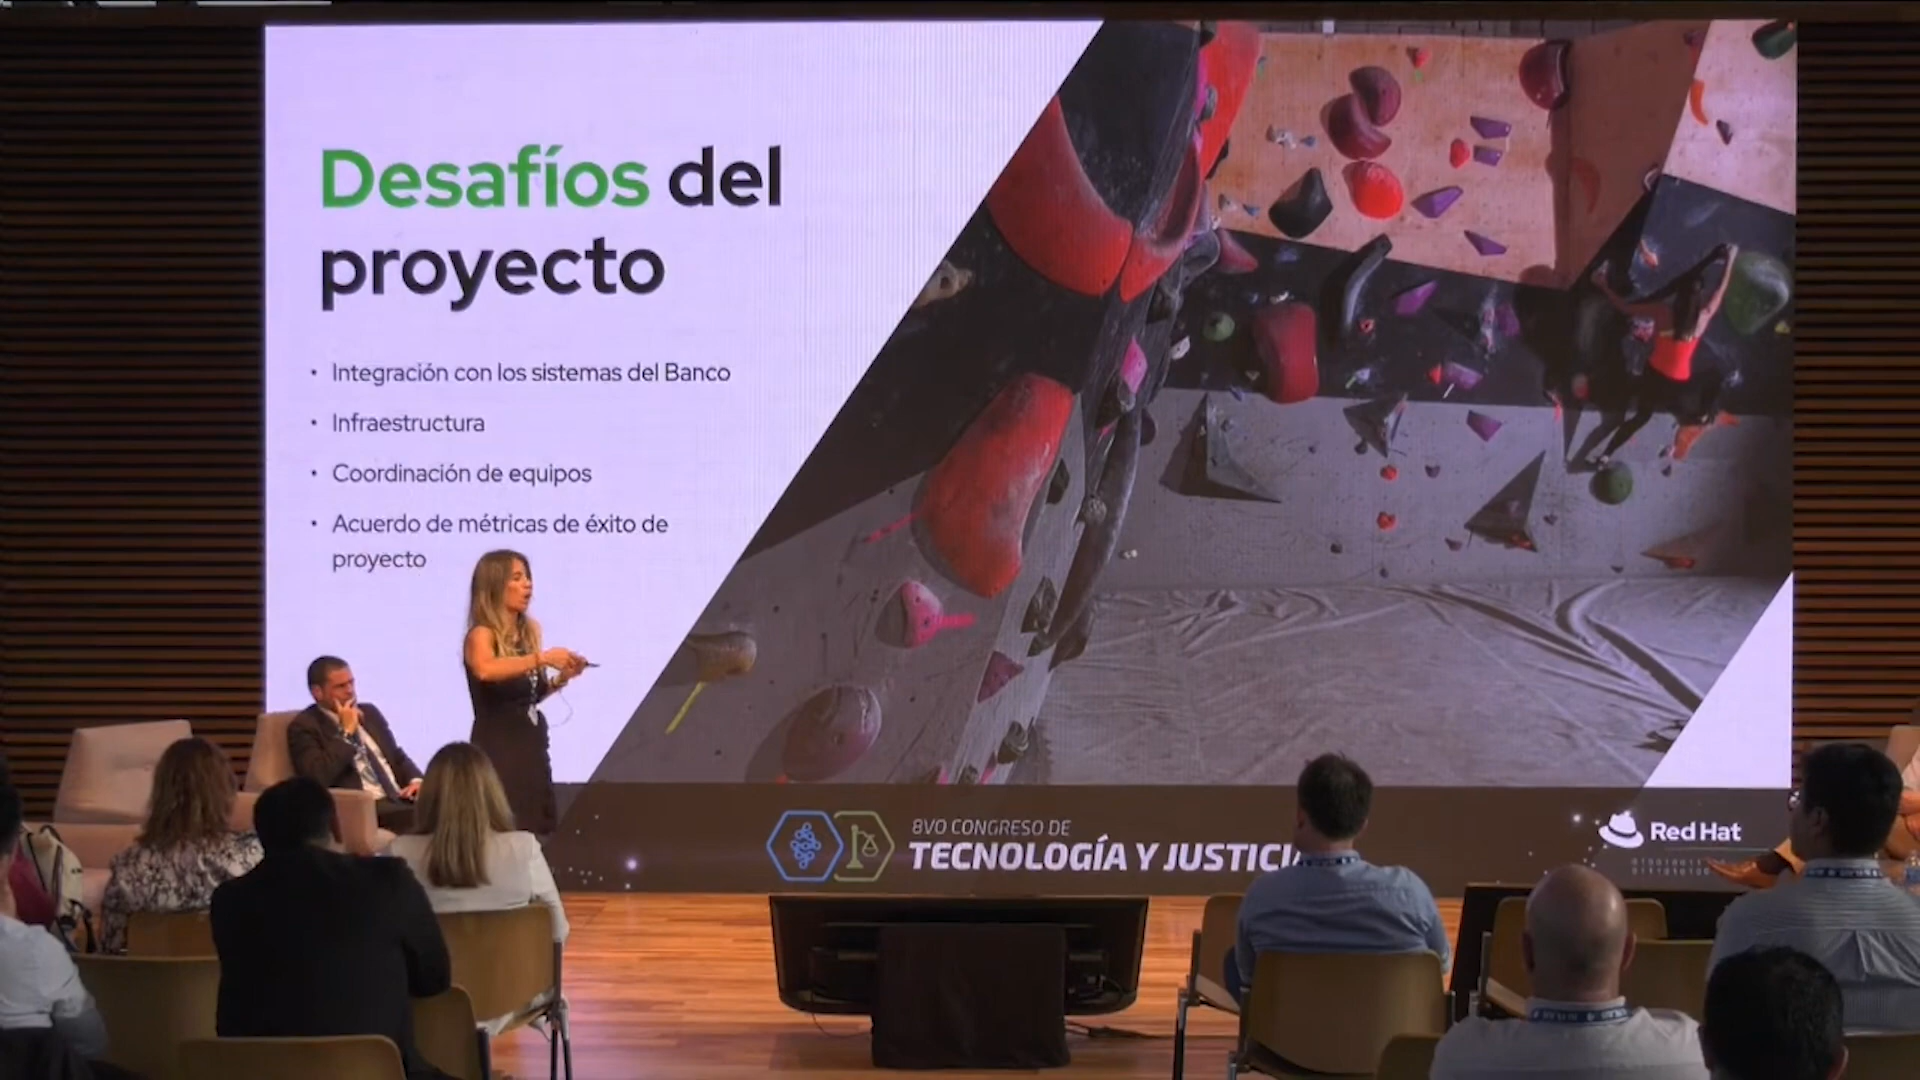 Desafíos del
proyecto
• Integración con los sistemas del Banco
• Infraestructura
• Coordinación de equipos
• Acuerdo de métricas de éxito de
proyecto
8VO CONGRESO DE
TECNOLOGÍA Y JUSTICIA
Red Hat